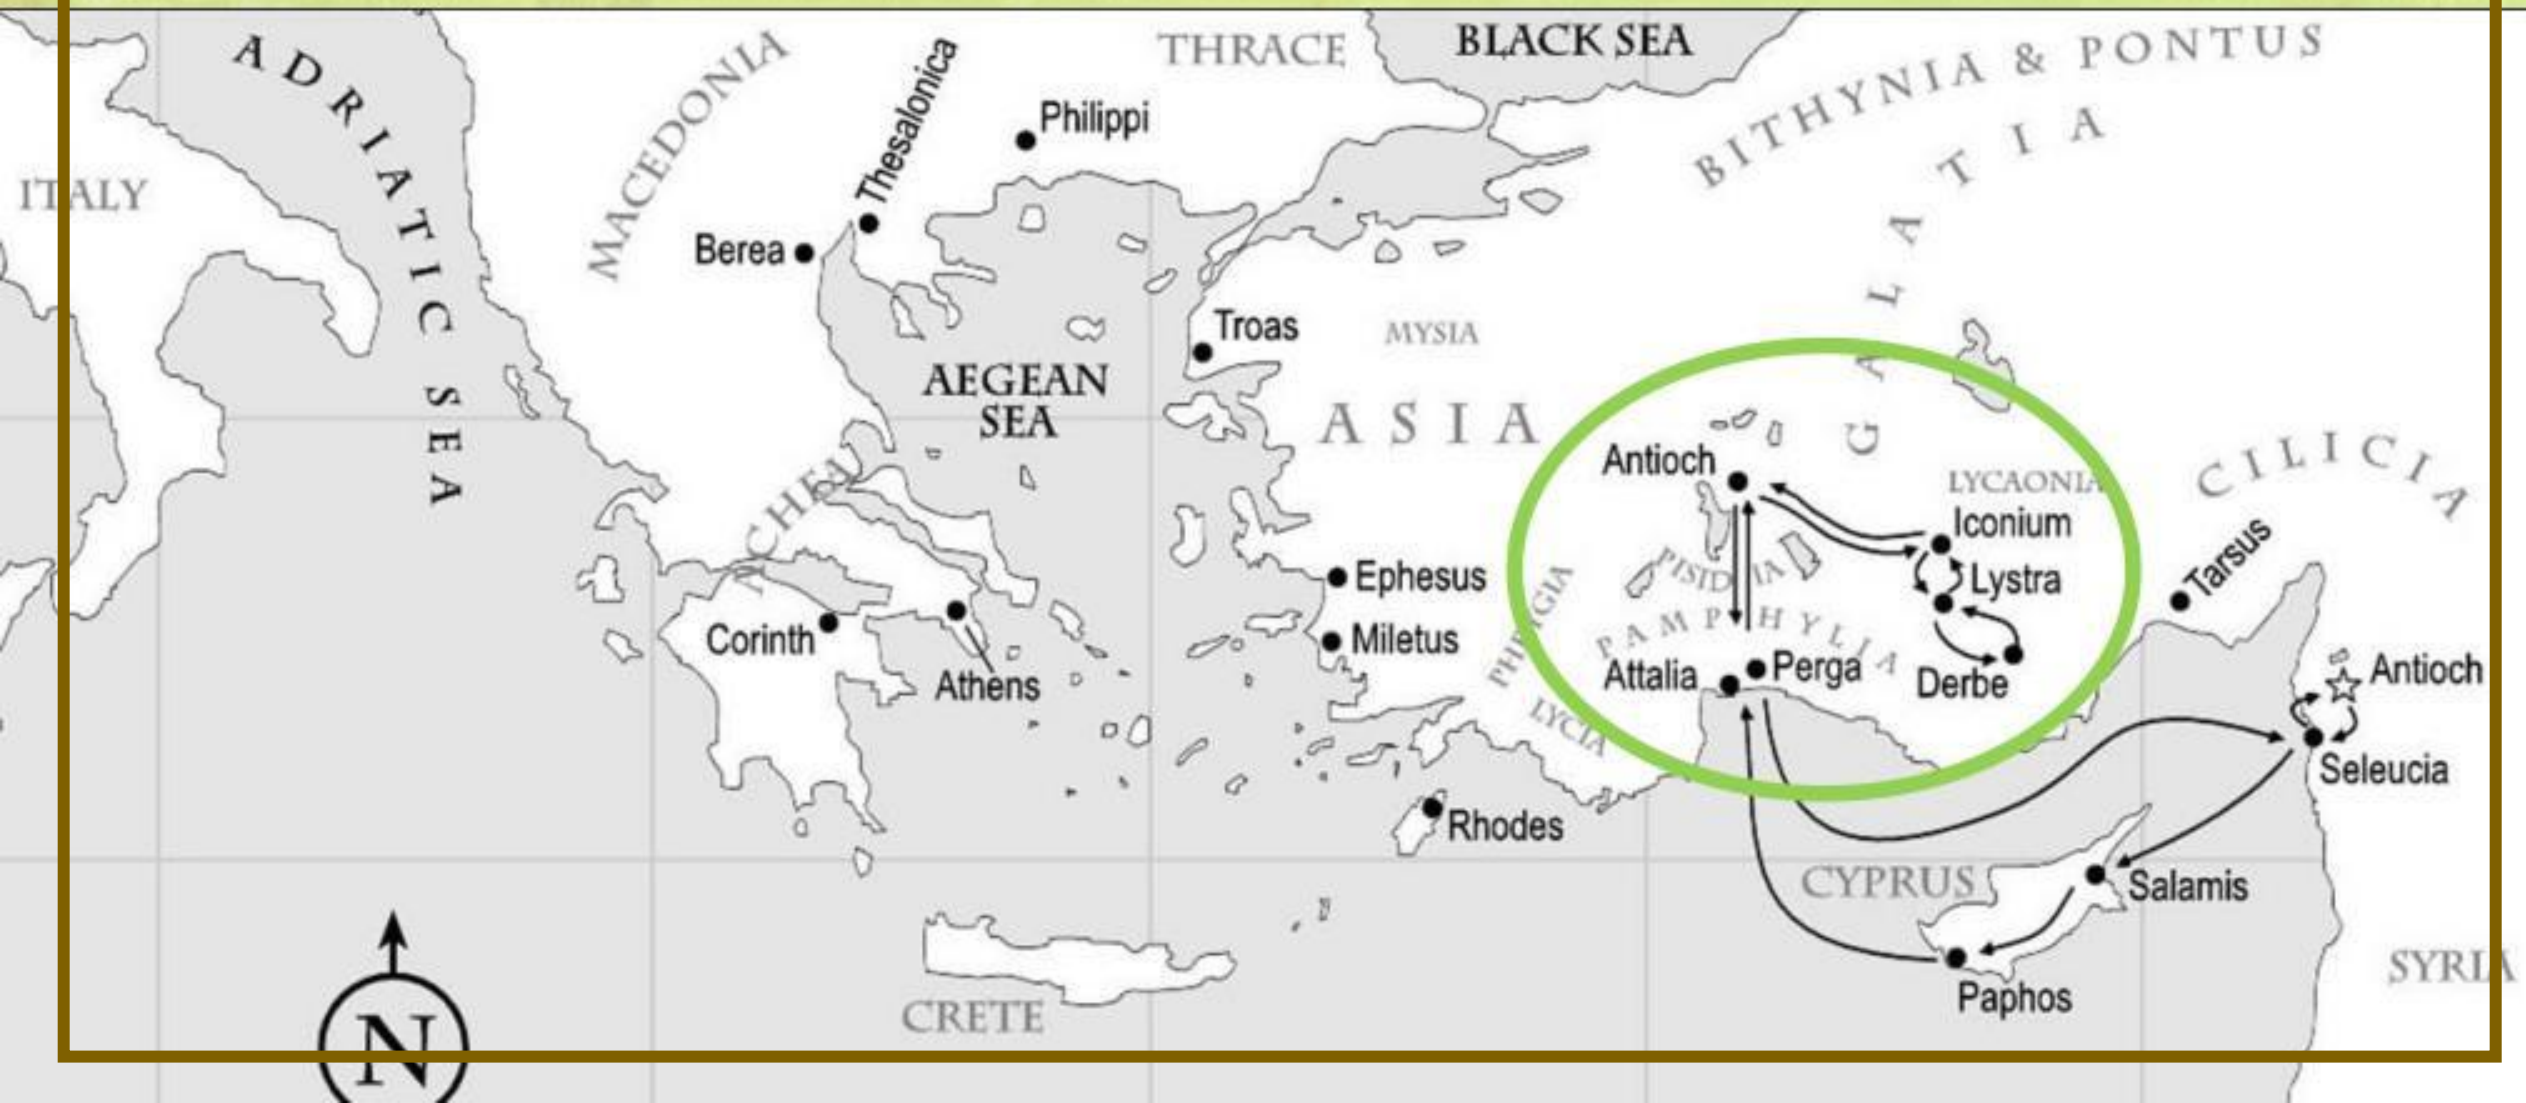 ADRIATIC SEA
ITALY
MACEDONIA
Thesalonica
Philippi
THRACE
BLACK SEA
BITHYNIA & PONTUS
GALATIA
Berea
Troas
MYSIA
AEGEAN
SEA
ASIA
ACHEA
Antioch
LYCAONIA
Iconium
CILICIA
Tarsus
Lystra
PISIDIA
PHRYGIA
PAMPHYLIA
Ephesus
Miletus
Corinth
Athens
Attalia
Perga
Derbe
Antioch
LYCIA
Seleucia
Rhodes
CYPRUS
Salamis
Paphos
SYRIA
CRETE
N